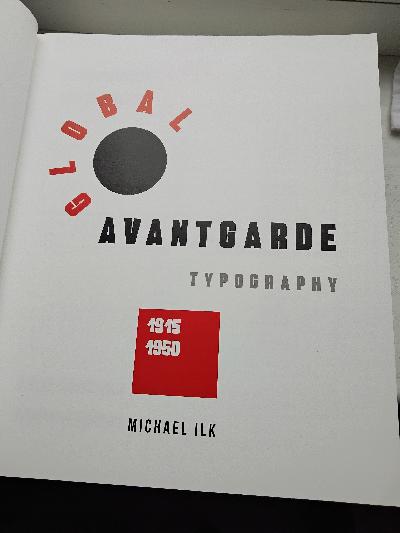 GLOBAL
AVANTGARDE
TYPOGRAPHY
1915
1950
MICHAEL ILK